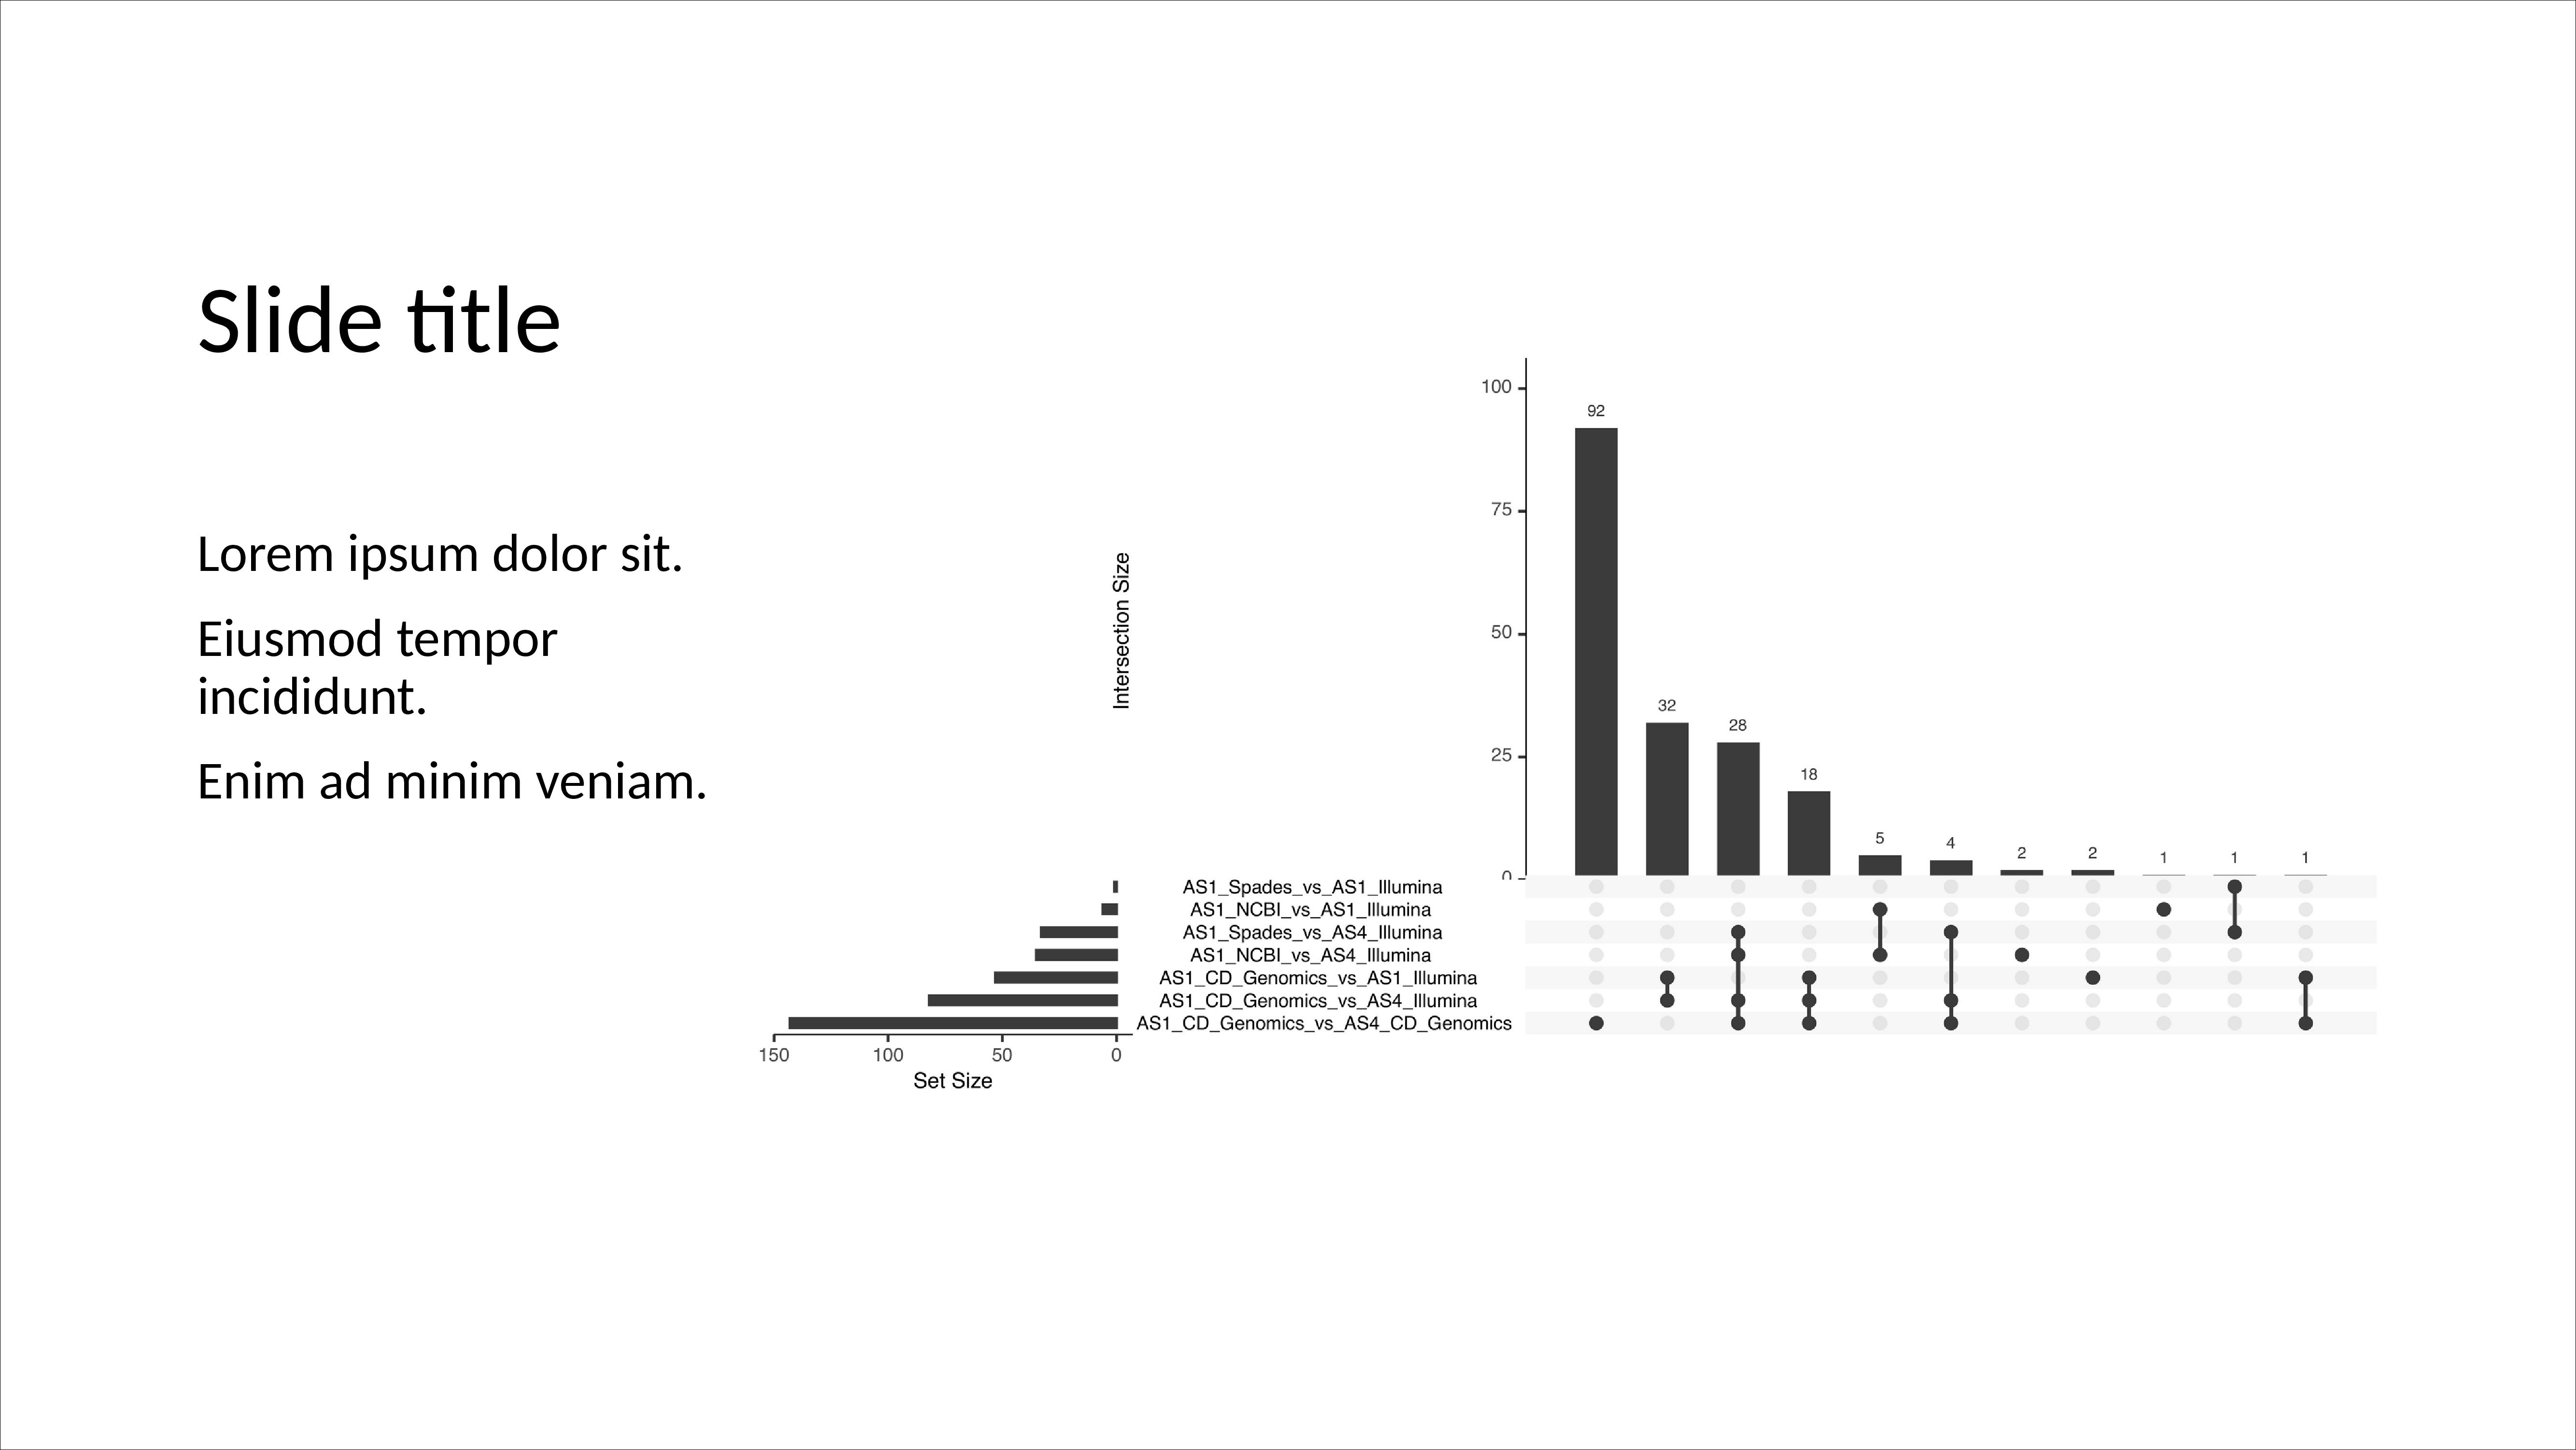 Slide title
Lorem ipsum dolor sit.
Eiusmod tempor
incididunt.
Enim ad minim veniam.
Intersection Size
100
75
50
25
0
92
32
28
18
5
4
2
2
1
1
1
AS1_Spades_vs_AS1_Illumina
AS1_NCBI_vs_AS1_Illumina
AS1_Spades_vs_AS4_Illumina
AS1_NCBI_vs_AS4_Illumina
AS1_CD_Genomics_vs_AS1_Illumina
AS1_CD_Genomics_vs_AS4_Illumina
AS1_CD_Genomics_vs_AS4_CD_Genomics
150 100 50 0
Set Size